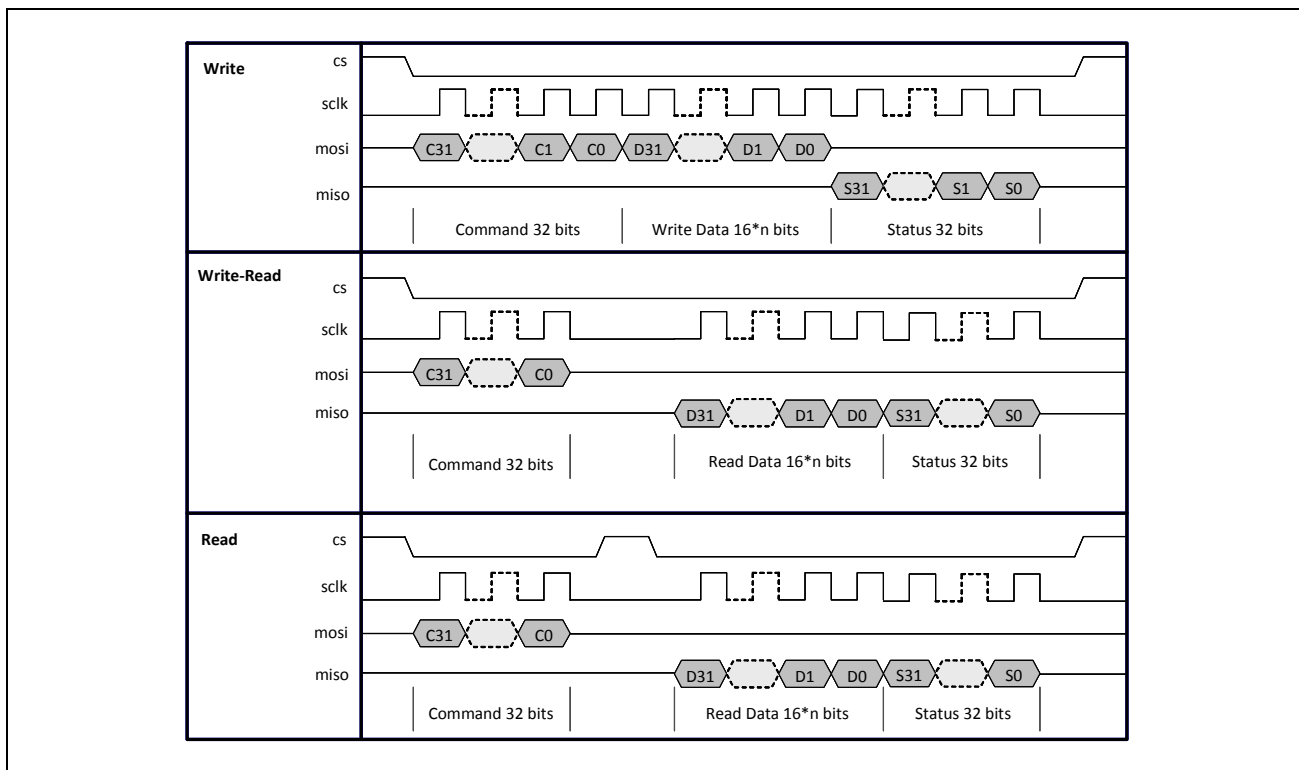 Write
cs
sclk
mosi C31 C1 C0 D31 D1 D0
miso S31 S1 S0
Command 32 bits Write Data 16*n bits Status 32 bits
Write-Read
cs
sclk
mosi C31 C0
miso D31 D1 D0 S31 S0
Command 32 bits Read Data 16*n bits Status 32 bits
Read cs
sclk
mosi C31 C0
miso D31 D1 D0 S31 S0
Command 32 bits Read Data 16*n bits Status 32 bits